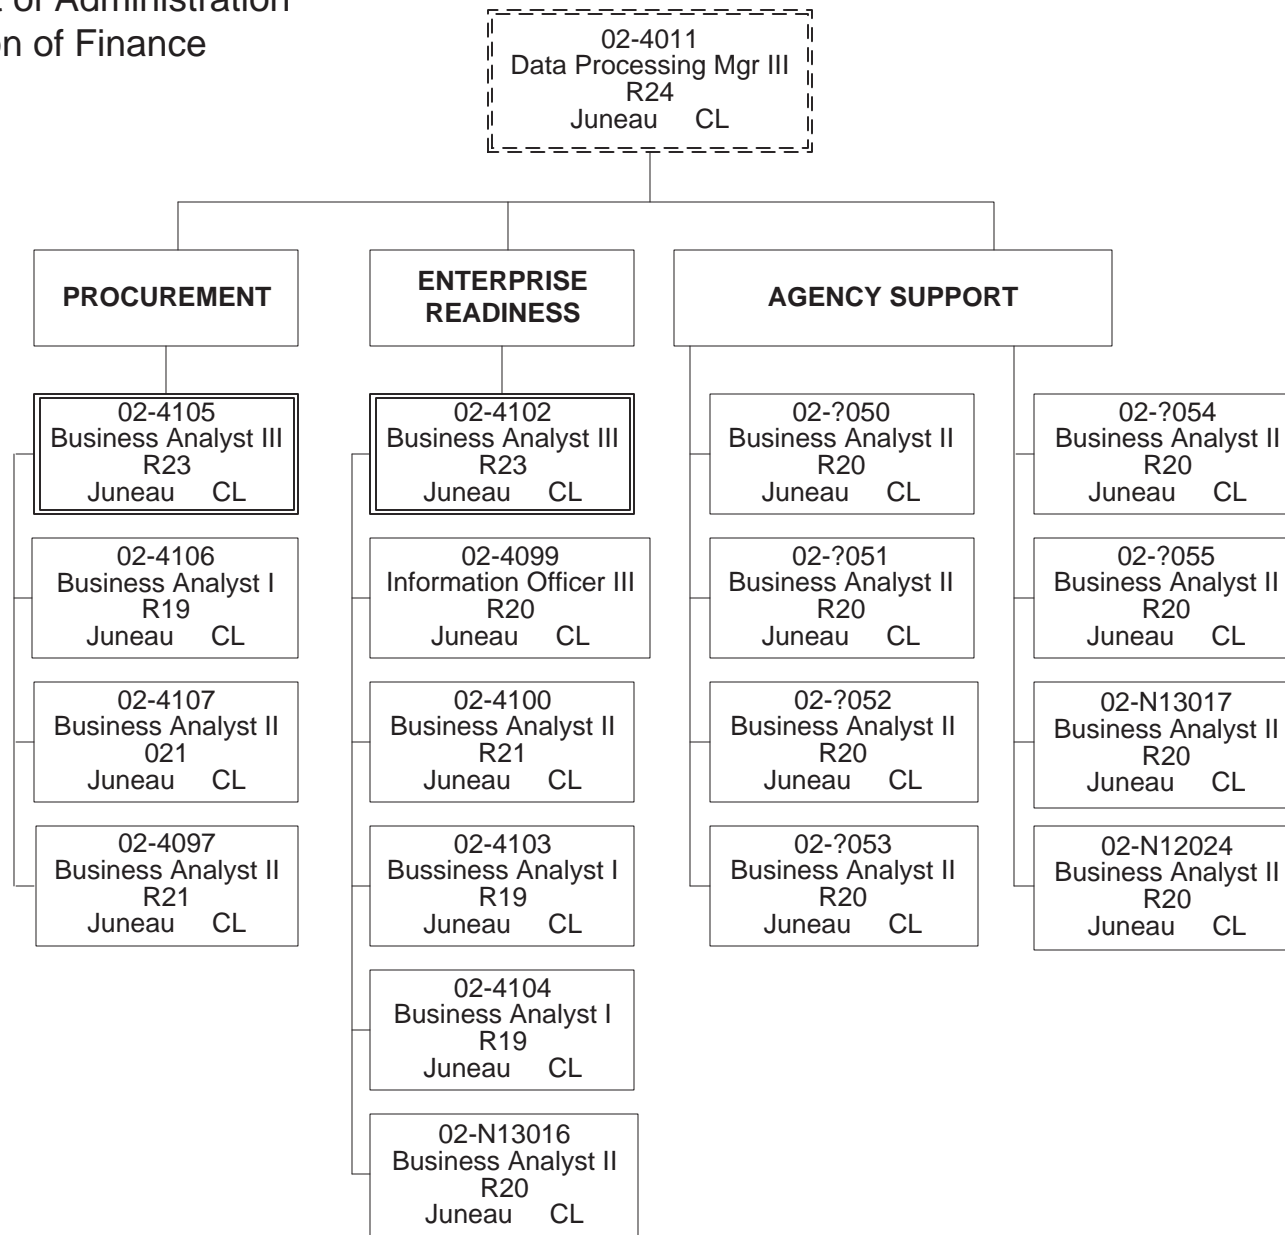 of Administration
of Finance
02-4011
Data Processing Mgr III
R24
Juneau CL
PROCUREMENT
ENTERPRISE
READINESS
AGENCY SUPPORT
02-4105
Business Analyst III
R23
Juneau CL
02-4106
Business Analyst I
R19
Juneau CL
02-4107
Business Analyst II
021
Juneau CL
02-4097
Business Analyst II
R21
Juneau CL
02-4102
Business Analyst III
R23
Juneau CL
02-4099
Information Officer III
R20
Juneau CL
02-4100
Business Analyst II
R21
Juneau CL
02-4103
Bussiness Analyst I
R19
Juneau CL
02-4104
Business Analyst I
R19
Juneau CL
02-N13016
Business Analyst II
R20
Juneau CL
02-?050
Business Analyst II
R20
Juneau CL
02-?051
Business Analyst II
R20
Juneau CL
02-?052
Business Analyst II
R20
Juneau CL
02-?053
Business Analyst II
R20
Juneau CL
02-?054
Business Analyst II
R20
Juneau CL
02-?055
Business Analyst II
R20
Juneau CL
02-N13017
Business Analyst II
R20
Juneau CL
02-N12024
Business Analyst II
R20
Juneau CL